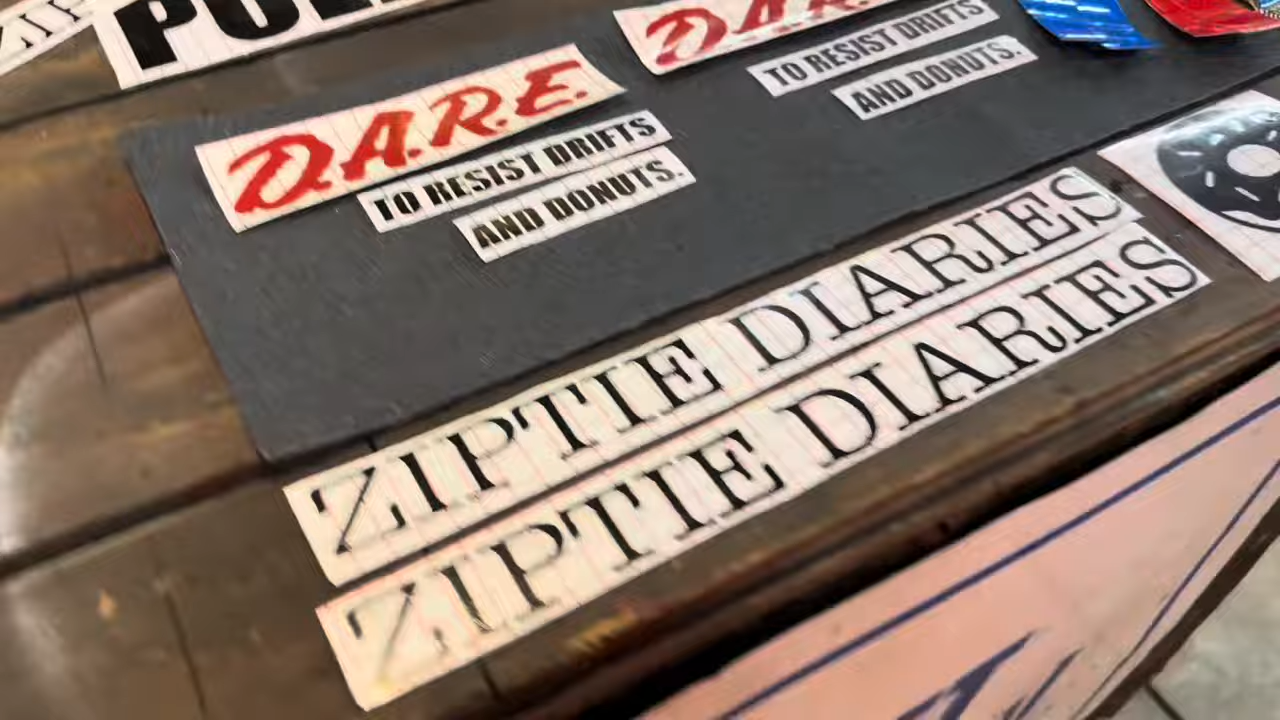 D.A.R.E.
TO RESIST DRIFTS
AND DONUTS.
D.A.R.
TO RESIST DRIFTS
AND DONUTS.
ZIPTIE DIARIES
ZIPTIE DIARIES